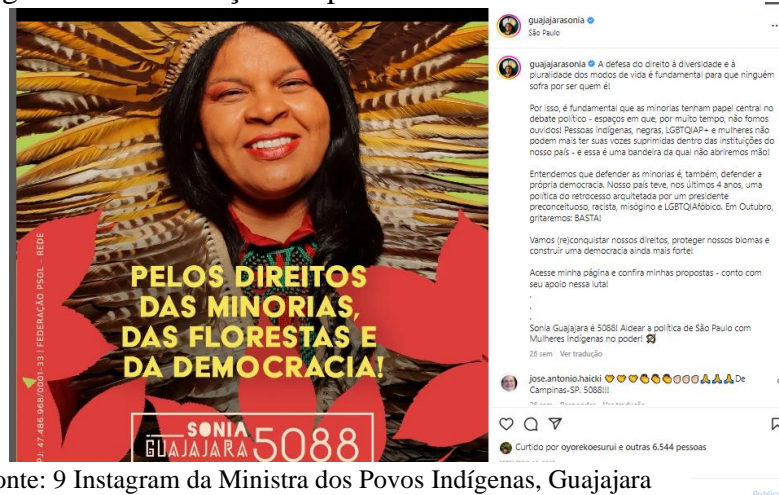 guajajarasonia
São Paulo
guajajarasonia A defesa do direito à diversidade e à
pluralidade dos modos de vida é fundamental para que ninguém
sofra por ser quem é!
Por isso, é fundamental que as minorias tenham papel central no
debate político - espaços em que, por muito tempo, não fomos
ouvidos! Pessoas indígenas, negras, LGBTQIAP+ e mulheres não
podem mais ter suas vozes suprimidas dentro das instituições do
nosso país - e essa é uma bandeira da qual não abriremos mão!
Entendemos que defender as minorias é, também, defender a
própria democracia. Nosso país teve, nos últimos 4 anos, uma
política do retrocesso arquitetada por um presidente
preconceituoso, racista, misógino e LGBTQIAfóbico. Em Outubro,
gritaremos: BASTA!
Vamos (re)conquistar nossos direitos, proteger nossos biomas e
construir uma democracia ainda mais forte!
Acesse minha página e confira minhas propostas - conto com
seu apoio nessa luta!
.
.
.
Sonia Guajajara é 5088! Aldear a política de São Paulo com
Mulheres Indígenas no poder!
26 sem Ver tradução
jose.antonio.haicki De
Campinas-SP. 5088!!!
Curtido por oyorekoesurui e outras 6.544 pessoas
PELOS DIREITOS
DAS MINORIAS,
DAS FLORESTAS E
DA DEMOCRACIA!
SONIA
GUAJAJARA 5088
PJ: 47.486.968/0001-33 | FEDERAÇÃO PSOL - REDE
onte: 9 Instagram da Ministra dos Povos Indígenas, Guajajara